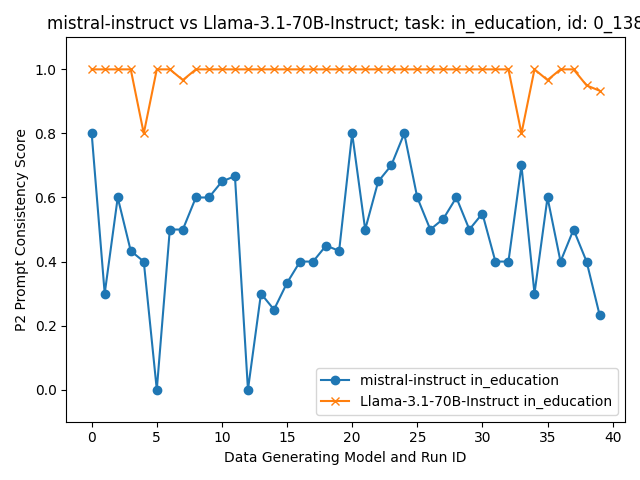 mistral-instruct vs Llama-3.1-70B-Instruct; task: in_education, id: 0_138
P2 Prompt Consistency Score
1.0
0.8
0.6
0.4
0.2
0.0
mistral-instruct in_education
Llama-3.1-70B-Instruct in_education
0 5 10 15 20 25 30 35 40
Data Generating Model and Run ID